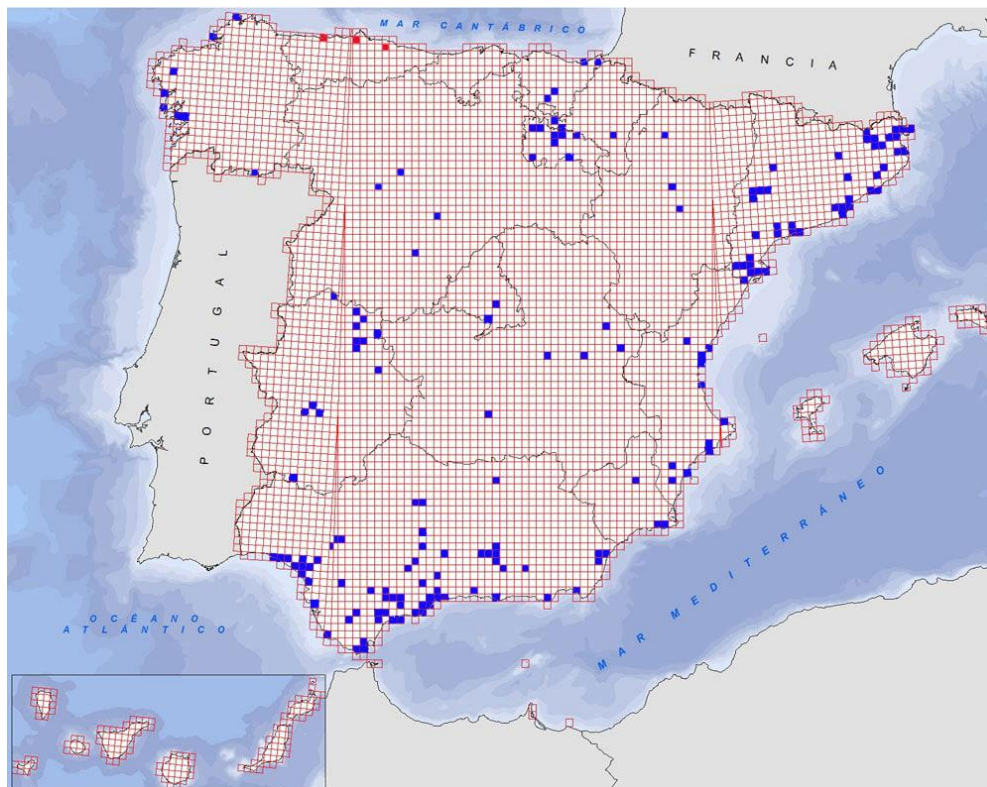 MAR CANTÁBRICO
FRANCIA
PORTUGAL
MAR MEDITERRÁNEO
OCÉANO
ATLÁNTICO